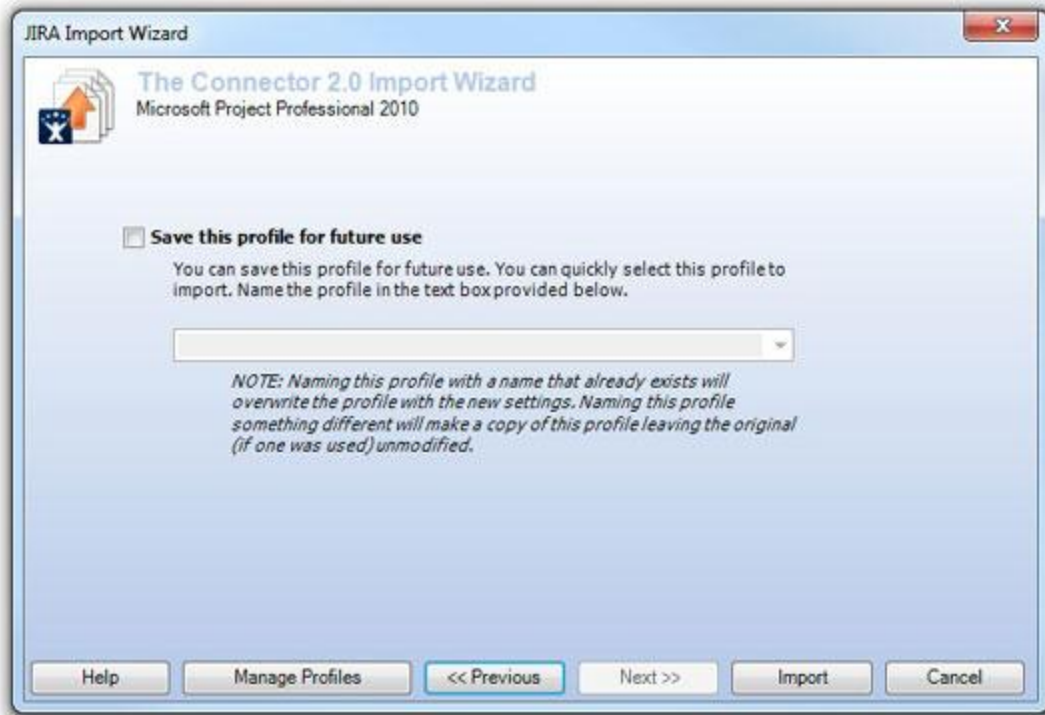 JIRA Import Wizard
X
The Connector 2.0 Import Wizard
Microsoft Project Professional 2010
Save this profile for future use
You can save this profile for future use. You can quickly select this profile to
import. Name the profile in the text box provided below.
NOTE: Naming this profile with a name that already exists will
overwrite the profile with the new settings. Naming this profile
something different will make a copy of this profile leaving the original
(if one was used) unmodified.
Help
Manage Profiles
<< Previous
Next >>
Import
Cancel